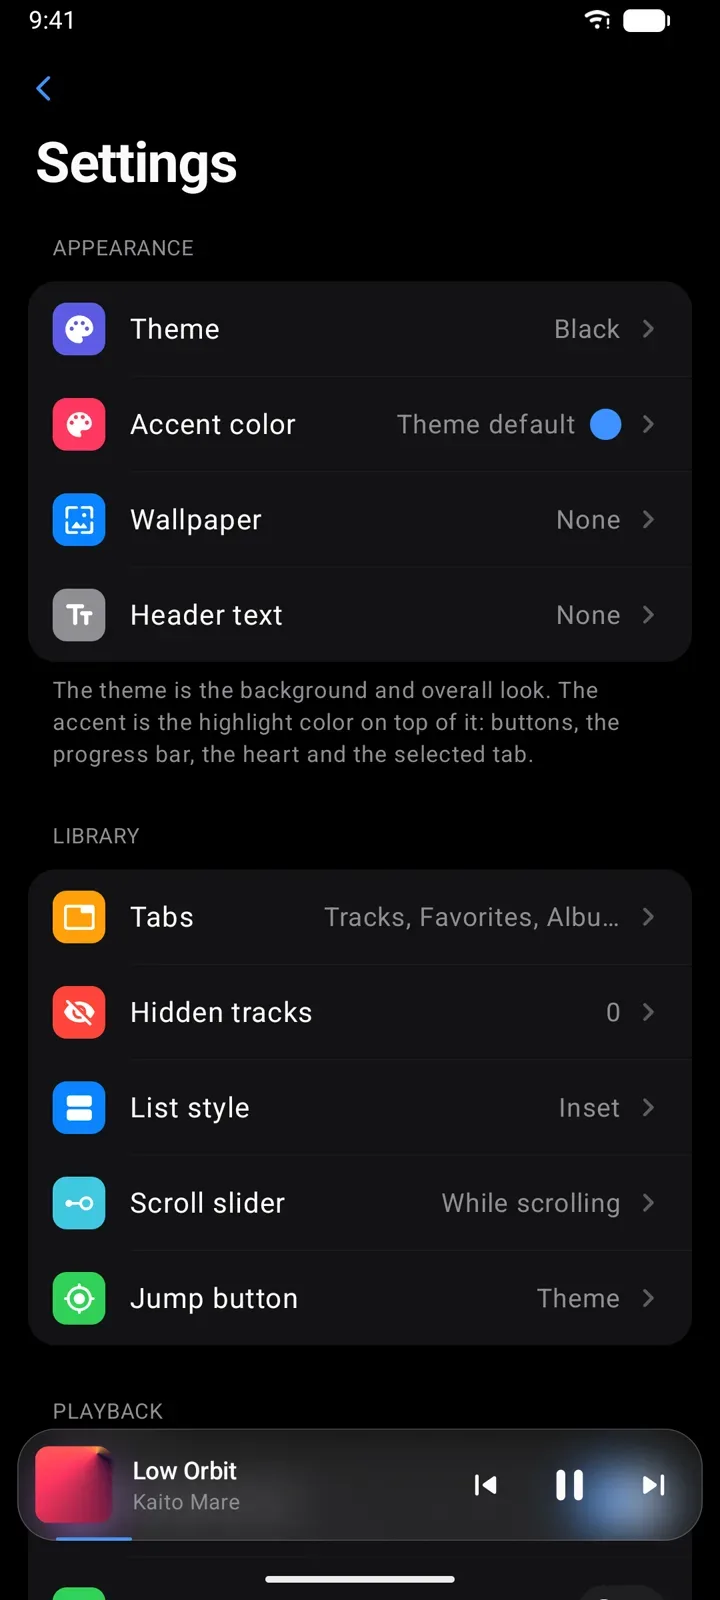 9:41
Settings
APPEARANCE
Theme Black
Accent color Theme default
Wallpaper None
Header text None
The theme is the background and overall look. The
accent is the highlight color on top of it: buttons, the
progress bar, the heart and the selected tab.
LIBRARY
Tabs Tracks, Favorites, Albu...
Hidden tracks 0
List style Inset
Scroll slider While scrolling
Jump button Theme
PLAYBACK
Low Orbit
Kaito Mare